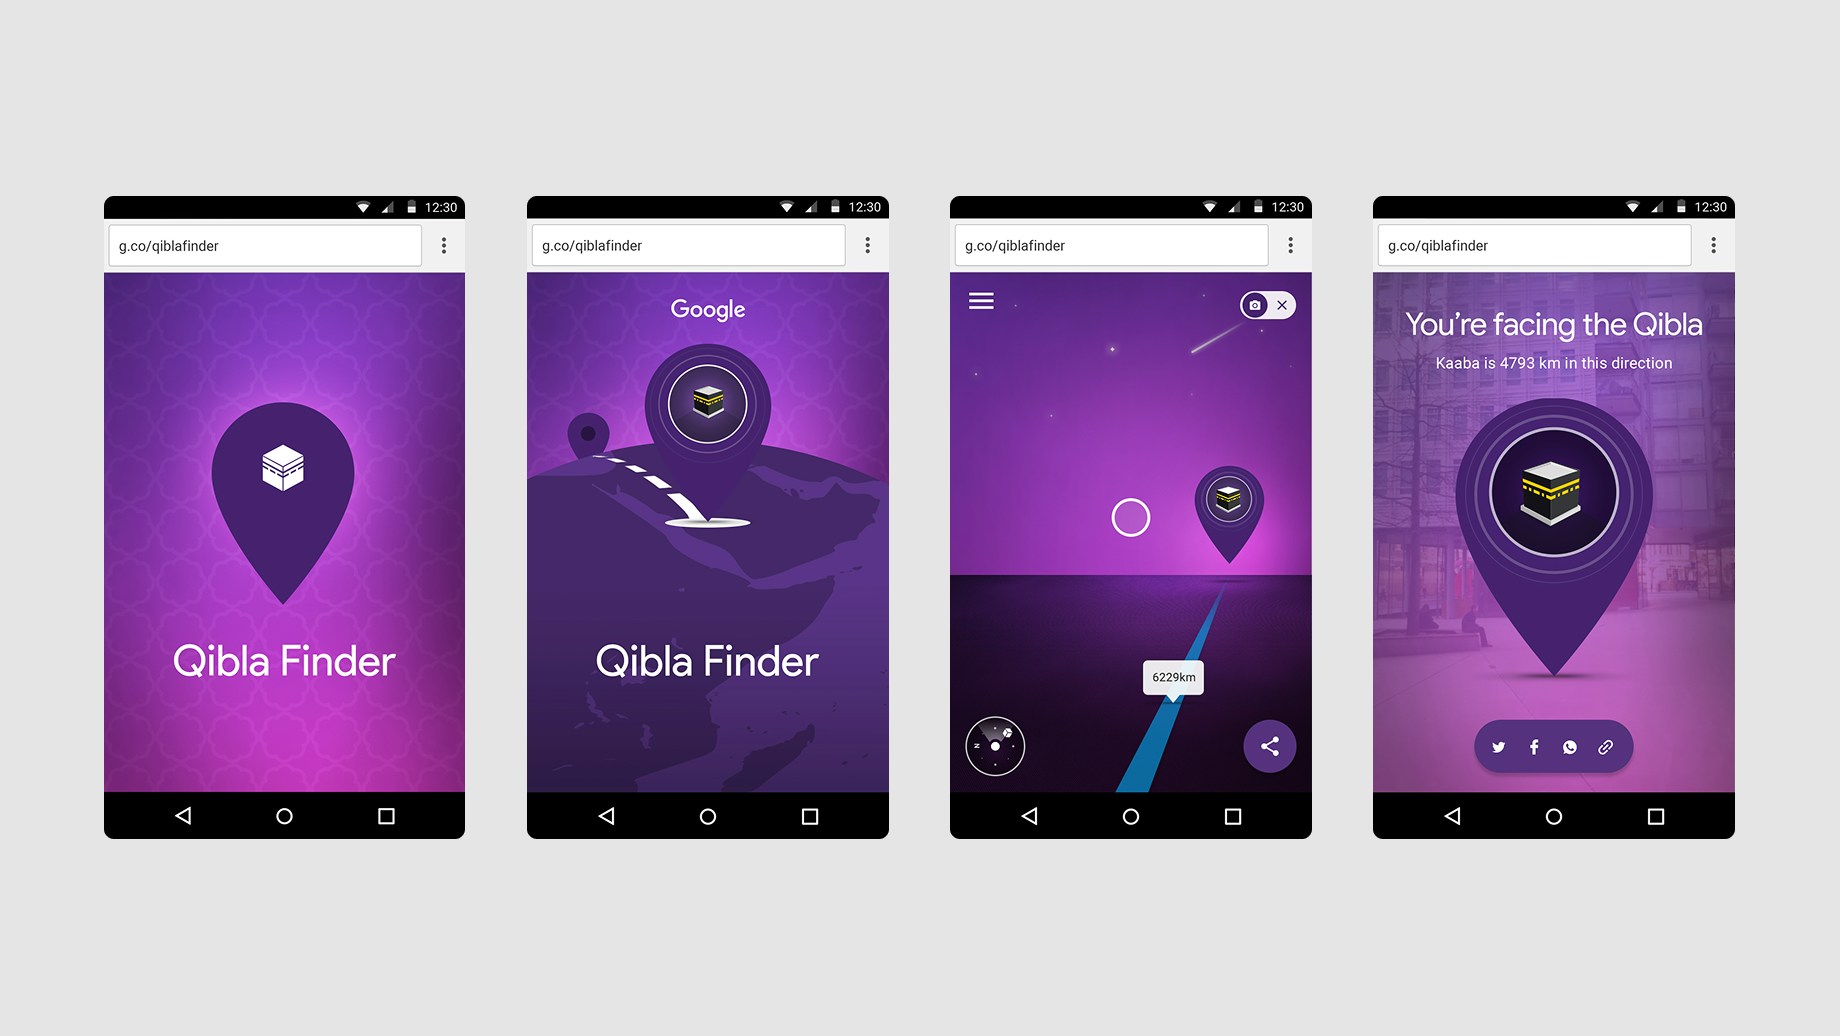 12:30
g.co/qiblafinder
Qibla Finder
12:30
g.co/qiblafinder
Google
Qibla Finder
12:30
g.co/qiblafinder
6229km
N
12:30
g.co/qiblafinder
You’re facing the Qibla
Kaaba is 4793 km in this direction